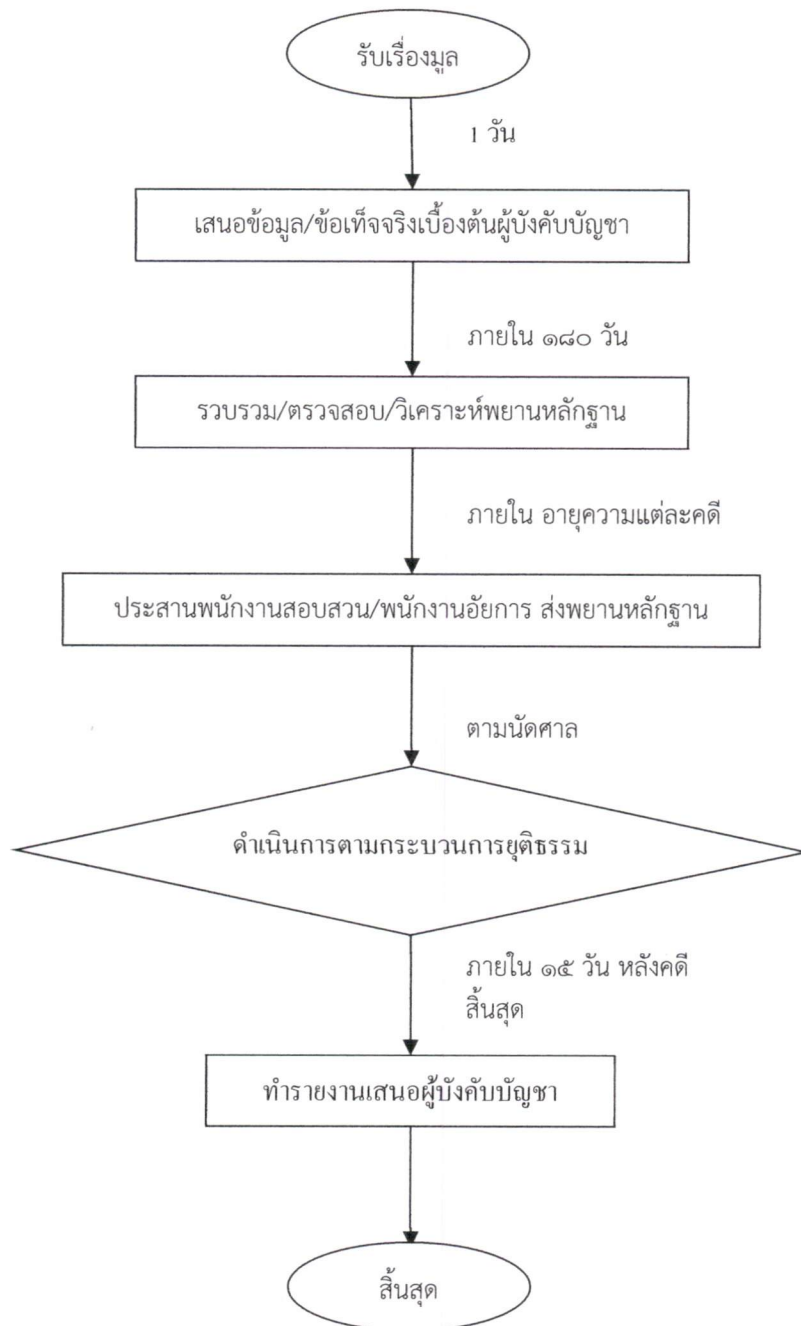 รับเรื่องมูล
1 วัน
เสนอข้อมูล/ข้อเท็จจริงเบื้องต้นผู้บังคับบัญชา
ภายใน ๑๘๐ วัน
รวบรวม/ตรวจสอบ/วิเคราะห์พยานหลักฐาน
ภายใน อายุความแต่ละคดี
ประสานพนักงานสอบสวน/พนักงานอัยการ ส่งพยานหลักฐาน
ตามนัดศาล
ดำเนินการตามกระบวนการยุติธรรม
ภายใน ๑๕ วัน หลังคดี
สิ้นสุด
ทำรายงานเสนอผู้บังคับบัญชา
สิ้นสุด